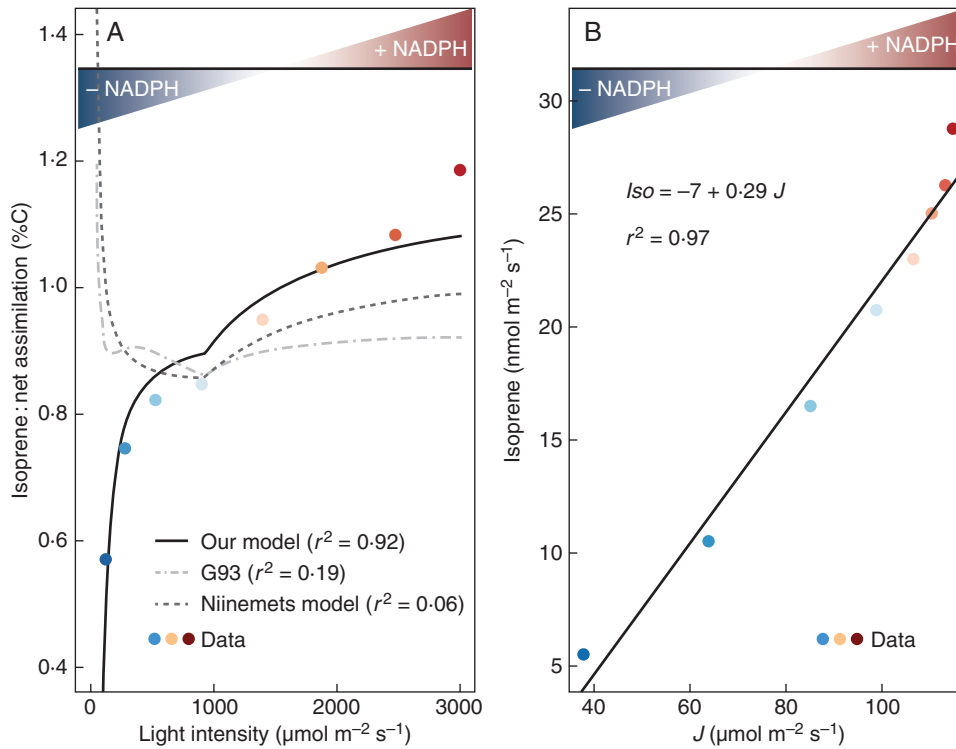 A
1·4
1·2
1·0
0·8
0·6
0·4
+ NADPH
– NADPH
Isoprene : net assimilation (%C)
Our model (r² = 0·92)
G93 (r² = 0·19)
Niinemets model (r² = 0·06)
Data
0
1000
2000
3000
Light intensity (μmol m⁻² s⁻¹)
B
+ NADPH
– NADPH
30
25
20
15
10
5
Isoprene (nmol m⁻² s⁻¹)
Iso = –7 + 0·29 J
r² = 0·97
Data
40
60
80
100
J (μmol m⁻² s⁻¹)